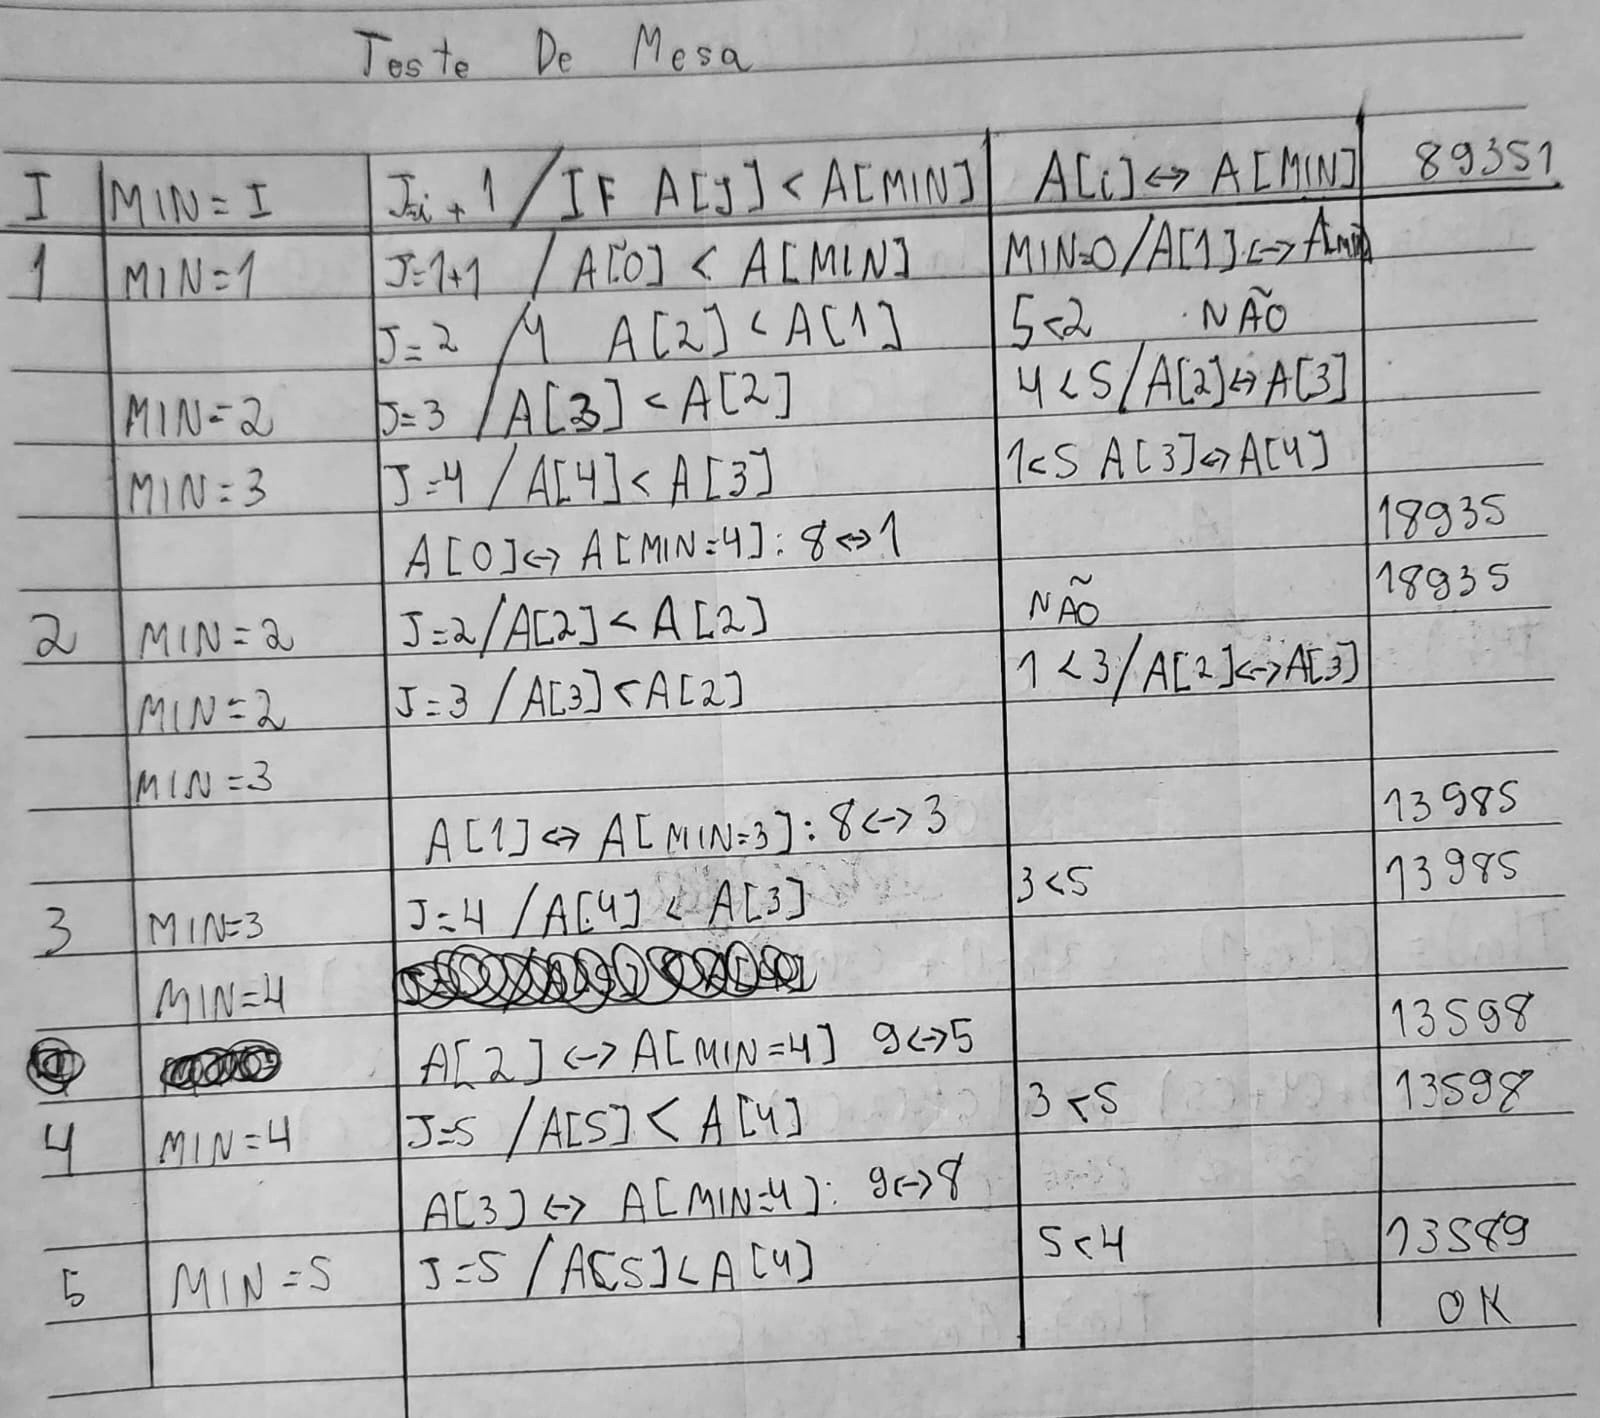 Teste De Mesa
I MIN=I J=i+1/IF A[J]<A[MIN] A[i]<->A[MIN] 89351
1 MIN=1 J=1+1 /A[0] < A[MIN] MIN=0/A[1]<->A[MIN]
J=2 / A[2]<A[1] 5<2 NÃO
MIN=2 J=3 /A[3]<A[2] 4<5/A[2]<->A[3]
MIN=3 J=4 /A[4]<A[3] 1<5 A[3]<->A[4]
A[0]<->A[MIN=4]: 8<->1 18935
2 MIN=2 J=2/A[2]<A[2] NÃO 18935
MIN=2 J=3 /A[3]<A[2] 1<3/A[2]<->A[3]
MIN=3
A[1]<->A[MIN=3]: 8<->3 13985
3 MIN=3 J=4 /A[4] < A[3] 3<5 13985
MIN=4
A[2]<->A[MIN=4] 9<->5 13598
4 MIN=4 J=5 /A[5]<A[4] 3<5 13598
A[3]<->A[MIN=4]: 9<->8
5 MIN=5 J=5 /A[5]<A[4] 5<4 13589
OK